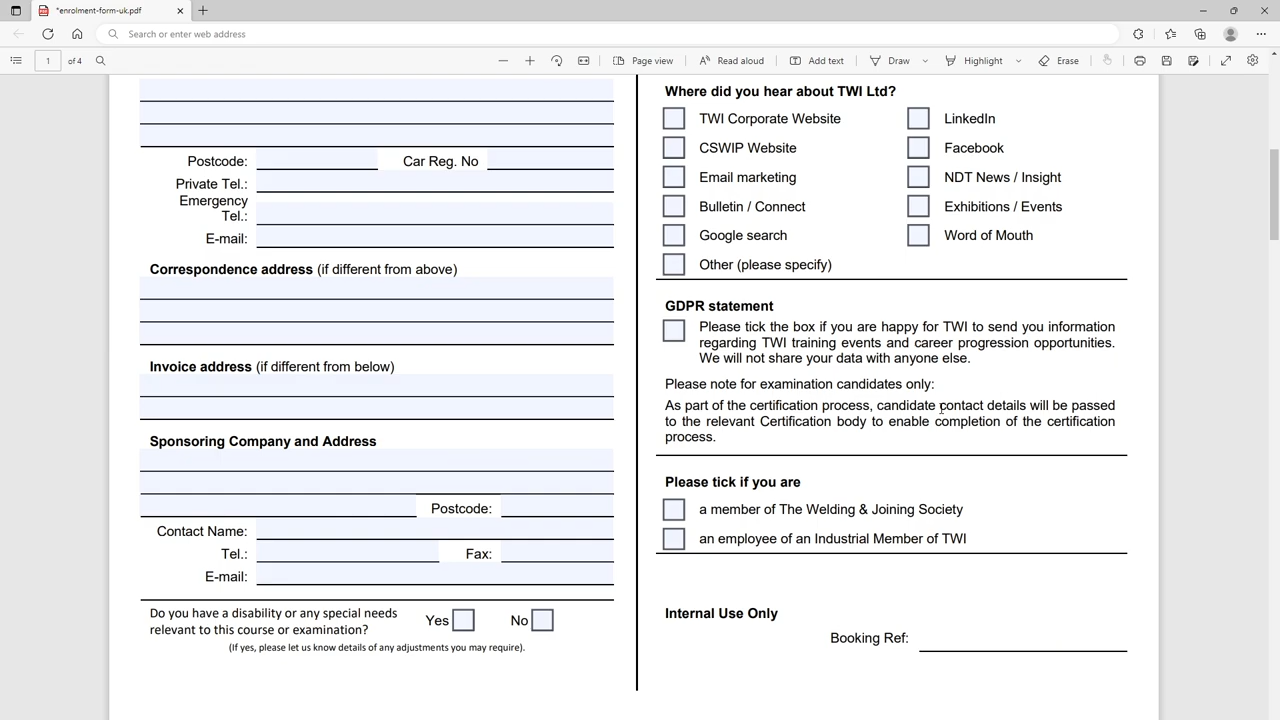 *enrolment-form-uk.pdf
Search or enter web address
1 of 4
Page view
Read aloud
Add text
Draw
Highlight
Erase
Postcode: Car Reg. No
Private Tel.:
Emergency
Tel.:
E-mail:
Correspondence address (if different from above)
Invoice address (if different from below)
Sponsoring Company and Address
Postcode:
Contact Name:
Tel.: Fax:
E-mail:
Do you have a disability or any special needs
relevant to this course or examination?
Yes No
(If yes, please let us know details of any adjustments you may require).
Where did you hear about TWI Ltd?
TWI Corporate Website LinkedIn
CSWIP Website Facebook
Email marketing NDT News / Insight
Bulletin / Connect Exhibitions / Events
Google search Word of Mouth
Other (please specify)
GDPR statement
Please tick the box if you are happy for TWI to send you information
regarding TWI training events and career progression opportunities.
We will not share your data with anyone else.
Please note for examination candidates only:
As part of the certification process, candidate contact details will be passed
to the relevant Certification body to enable completion of the certification
process.
Please tick if you are
a member of The Welding & Joining Society
an employee of an Industrial Member of TWI
Internal Use Only
Booking Ref: